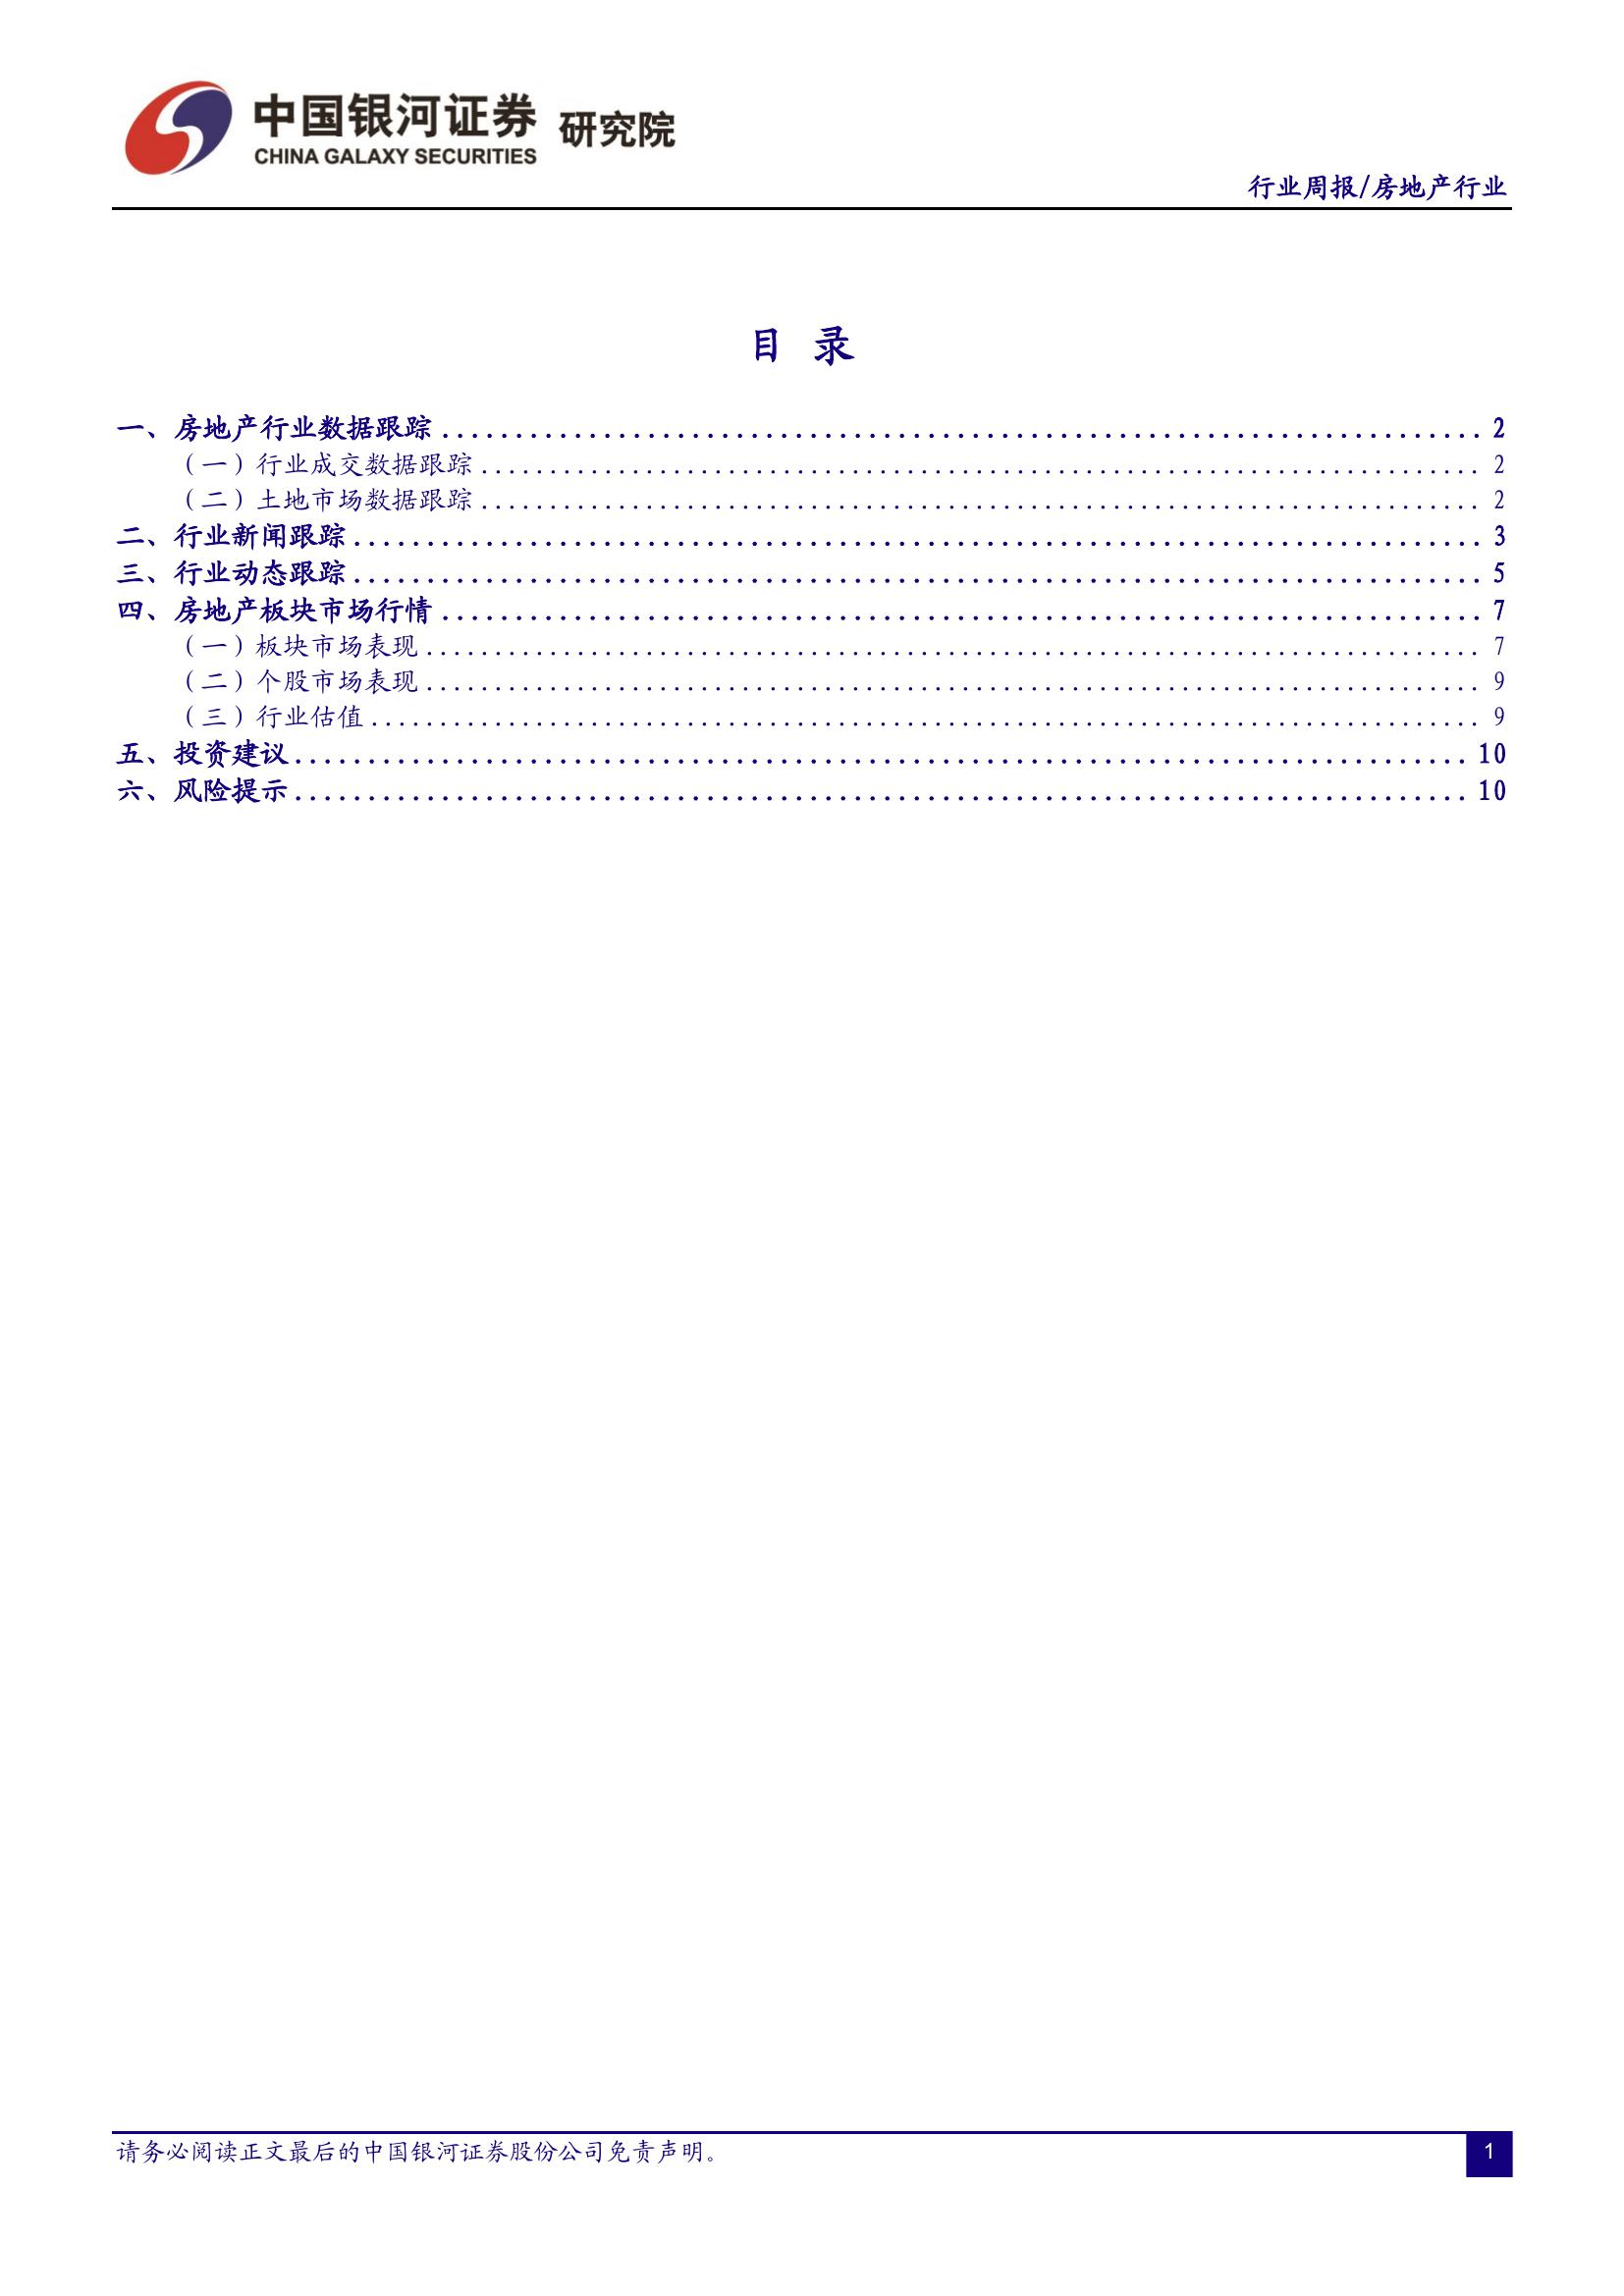 中国银河证券 研究院
CHINA GALAXY SECURITIES
行业周报/房地产行业
目 录
一、房地产行业数据跟踪 2
（一）行业成交数据跟踪 2
（二）土地市场数据跟踪 2
二、行业新闻跟踪 3
三、行业动态跟踪 5
四、房地产板块市场行情 7
（一）板块市场表现 7
（二）个股市场表现 9
（三）行业估值 9
五、投资建议 10
六、风险提示 10
请务必阅读正文最后的中国银河证券股份公司免责声明。 1